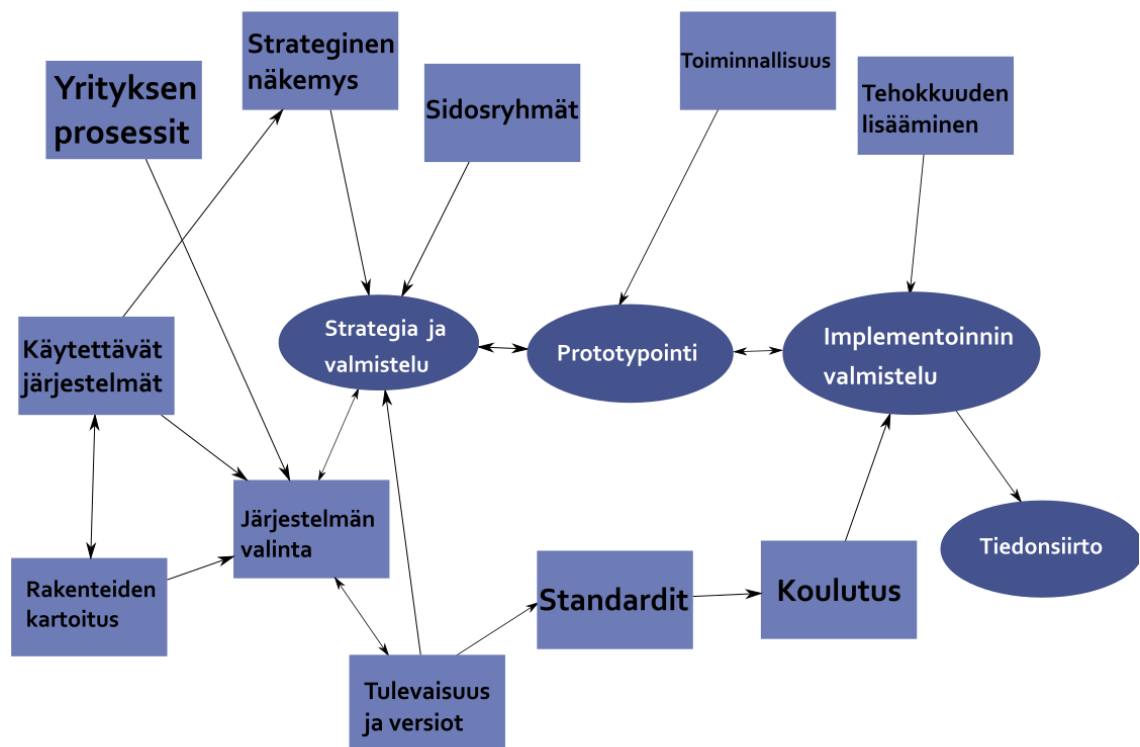 Strateginen
näkemys
Toiminnallisuus
Yrityksen
prosessit
Sidosryhmät
Tehokkuuden
lisääminen
Käytettävät
järjestelmät
Strategia ja
valmistelu
Prototypointi
Implementoinnin
valmistelu
Järjestelmän
valinta
Tiedonsiirto
Rakenteiden
kartoitus
Standardit
Koulutus
Tulevaisuus
ja versiot